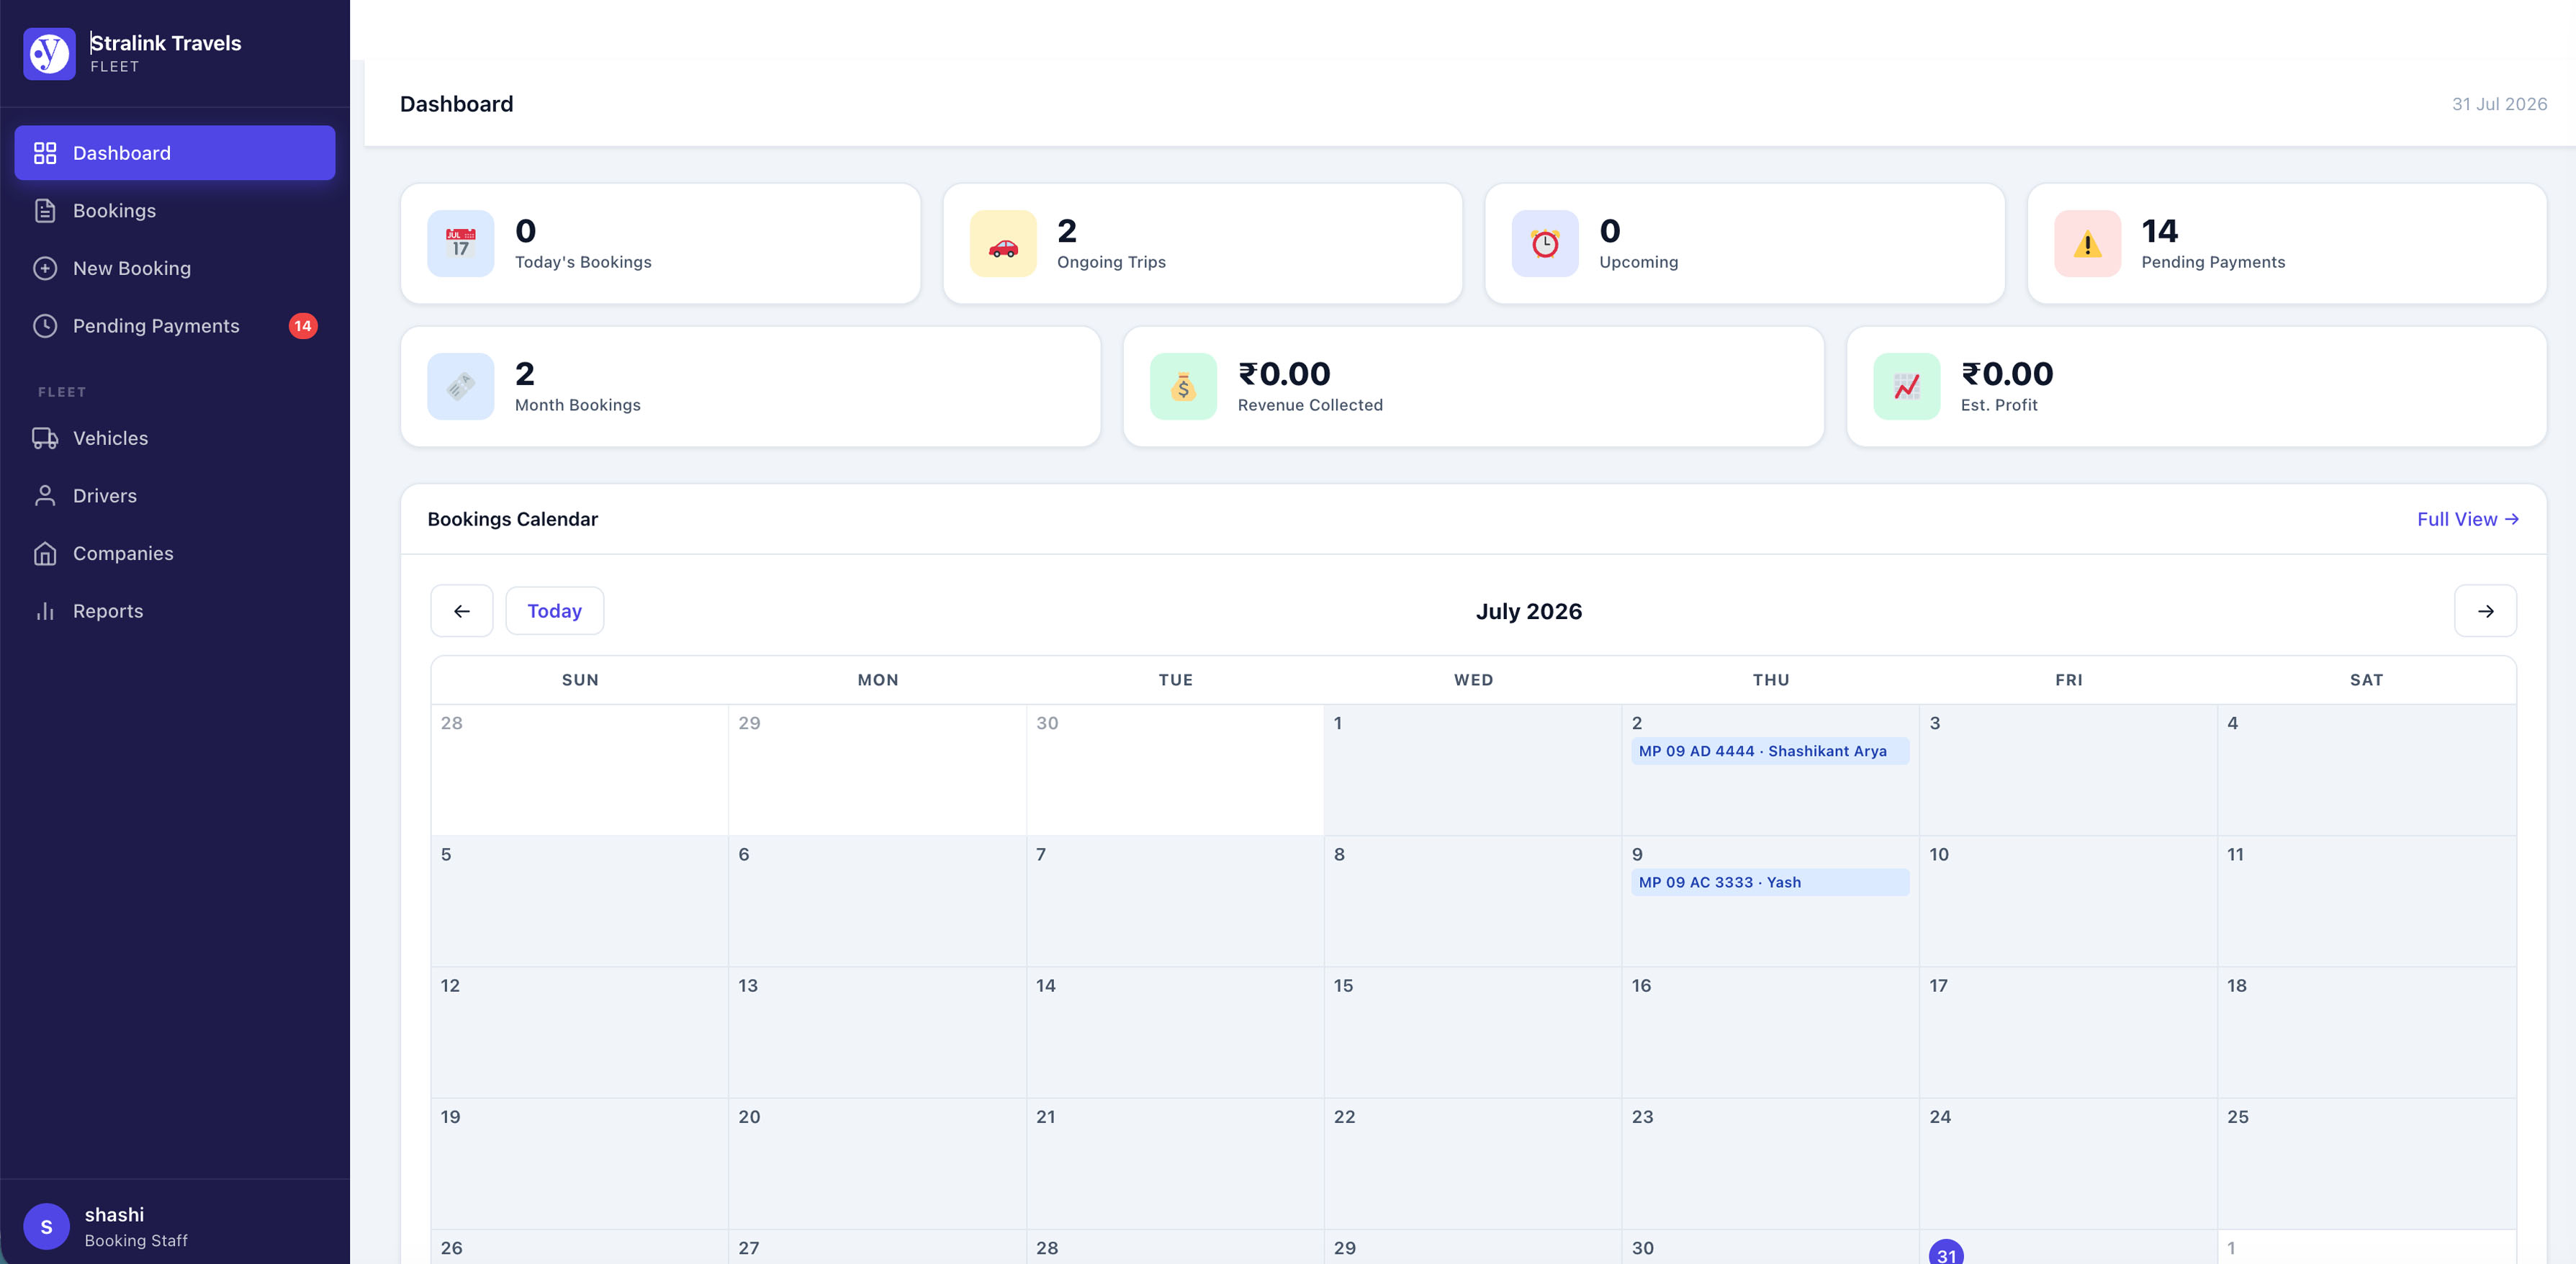 Stralink Travels
FLEET
Dashboard
Bookings
New Booking
Pending Payments 14
FLEET
Vehicles
Drivers
Companies
Reports
S
shashi
Booking Staff
Dashboard
31 Jul 2026
JUL
17
0
Today's Bookings
2
Ongoing Trips
0
Upcoming
14
Pending Payments
2
Month Bookings
₹0.00
Revenue Collected
₹0.00
Est. Profit
Bookings Calendar
Full View →
← Today July 2026 →
SUN MON TUE WED THU FRI SAT
28 29 30 1 2 3 4
MP 09 AD 4444 · Shashikant Arya
5 6 7 8 9 10 11
MP 09 AC 3333 · Yash
12 13 14 15 16 17 18
19 20 21 22 23 24 25
26 27 28 29 30 31 1